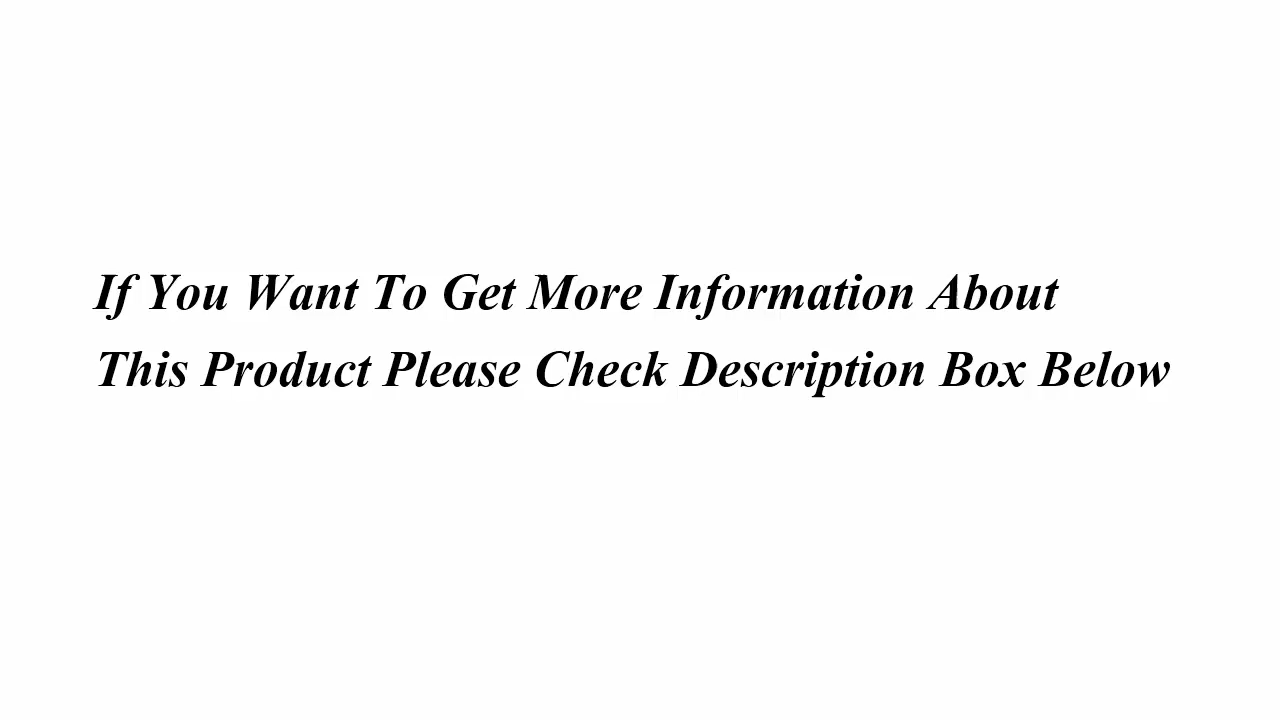 If You Want To Get More Information About
This Product Please Check Description Box Below